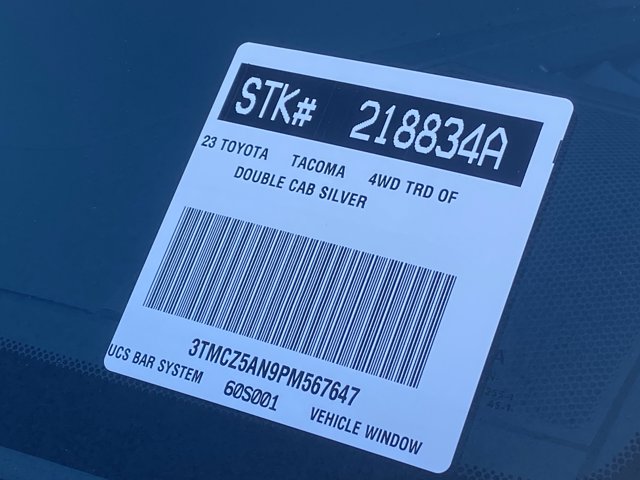 STK# 218834A
23 TOYOTA TACOMA 4WD TRD OF
DOUBLE CAB SILVER
3TMCZ5AN9PM567647
UCS BAR SYSTEM 60S001 VEHICLE WINDOW